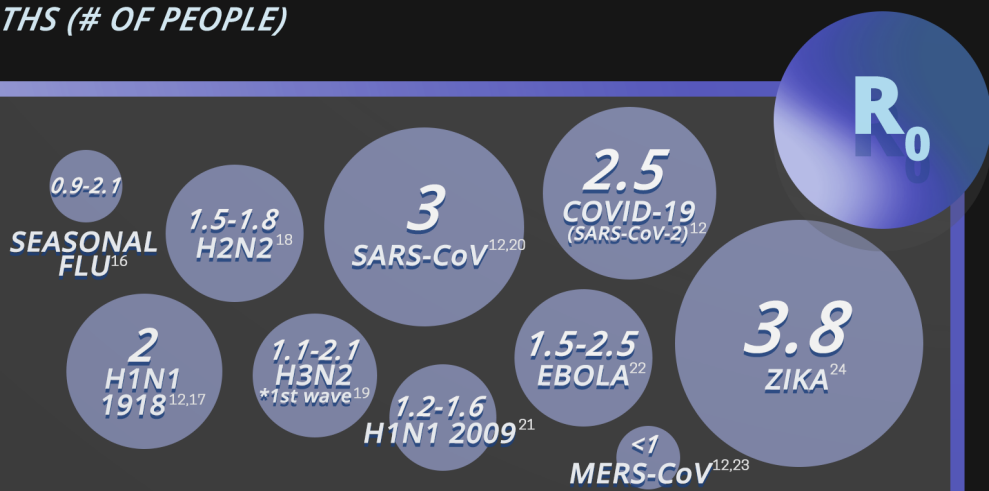 THS (# OF PEOPLE)
R0
0.9-2.1
SEASONAL
FLU16
1.5-1.8
H2N218
3
SARS-CoV12,20
2.5
COVID-19
(SARS-CoV-2)12
2
H1N1
191812,17
1.1-2.1
H3N2
*1st wave19
1.2-1.6
H1N1 200921
1.5-2.5
EBOLA22
<1
MERS-CoV12,23
3.8
ZIKA24